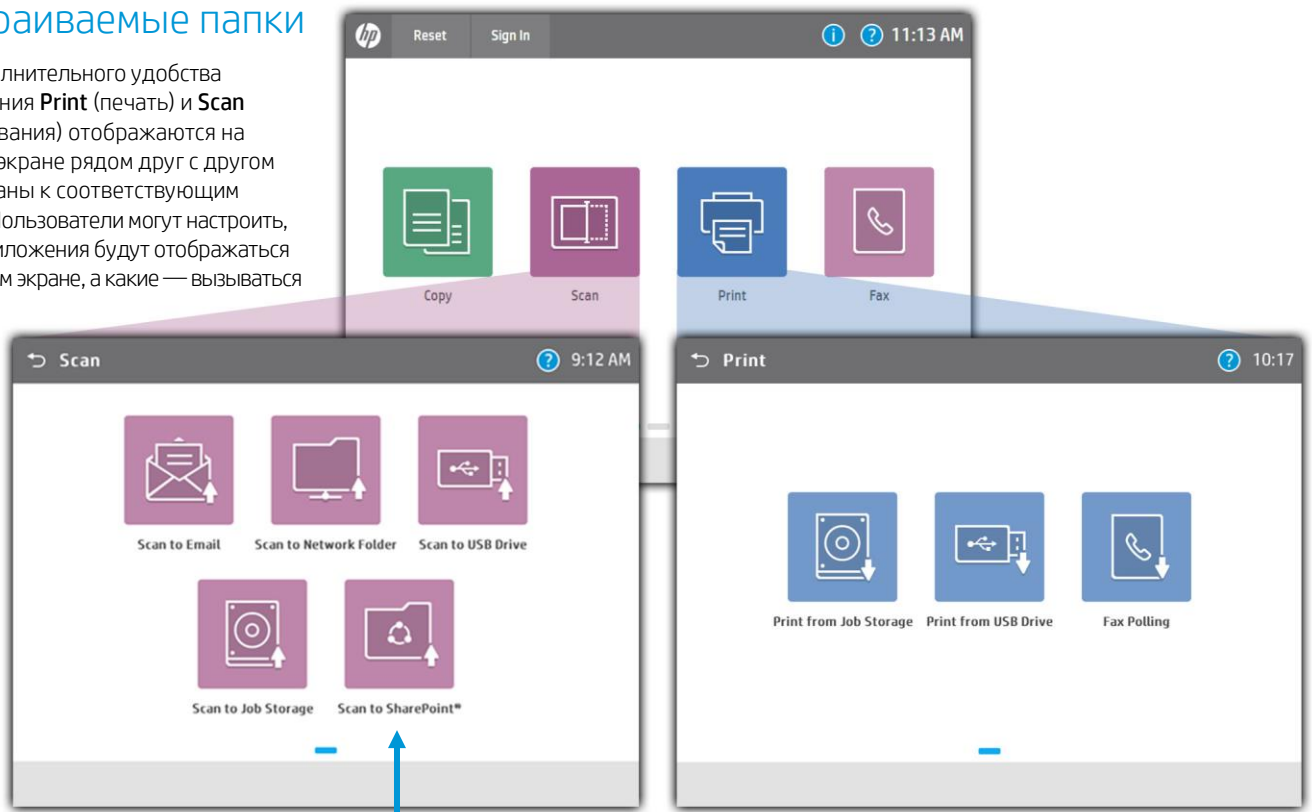 раиваемые папки
лнительного удобства
ния Print (печать) и Scan
вания) отображаются на
экране рядом друг с другом
аны к соответствующим
Пользователи могут настроить,
иложения будут отображаться
м экране, а какие — вызываться
hp Reset Sign In 11:13 AM
Copy Scan Print Fax
Scan ? 9:12 AM
Scan to Email Scan to Network Folder Scan to USB Drive
Scan to Job Storage Scan to SharePoint®
Print ? 10:17
Print from Job Storage Print from USB Drive Fax Polling